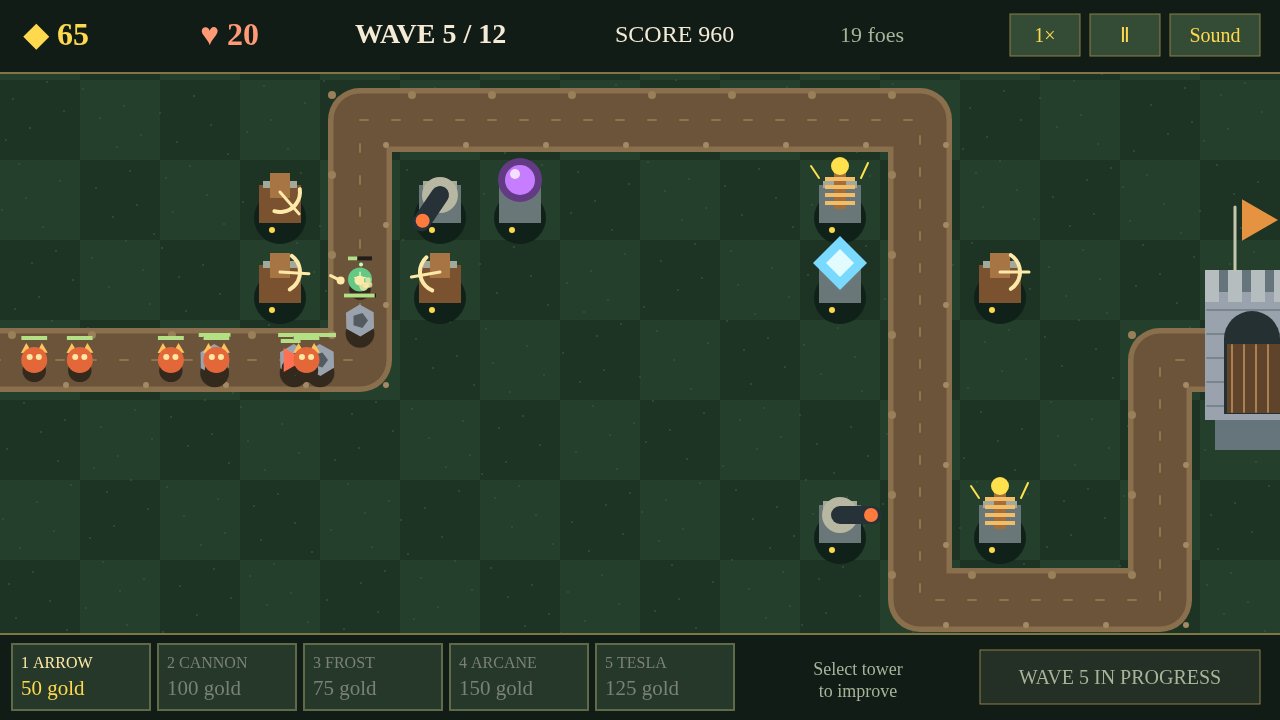 ◆ 65
♥ 20
WAVE 5 / 12
SCORE 960
19 foes
1×
Ⅱ
Sound
1 ARROW
50 gold
2 CANNON
100 gold
3 FROST
75 gold
4 ARCANE
150 gold
5 TESLA
125 gold
Select tower
to improve
WAVE 5 IN PROGRESS